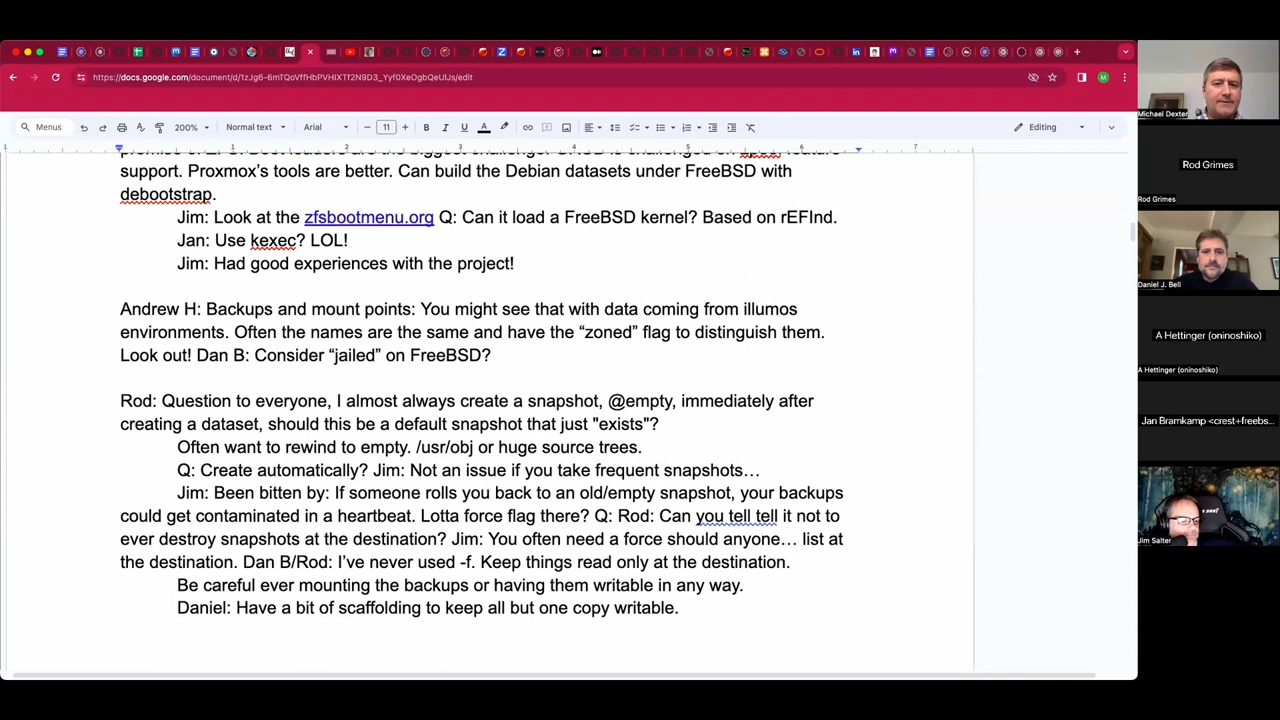 https://docs.google.com/document/d/1zJg6-6mTQoVffHbPVHIXTf2N9D3_Yyf0XeOgbQeUIJs/edit
Menus 200% Normal text Arial 11 Editing
1 1 2 3 4 5 6 7
support. Proxmox's tools are better. Can build the Debian datasets under FreeBSD with
debootstrap.
Jim: Look at the zfsbootmenu.org Q: Can it load a FreeBSD kernel? Based on rEFInd.
Jan: Use kexec? LOL!
Jim: Had good experiences with the project!
Andrew H: Backups and mount points: You might see that with data coming from illumos
environments. Often the names are the same and have the “zoned” flag to distinguish them.
Look out! Dan B: Consider “jailed” on FreeBSD?
Rod: Question to everyone, I almost always create a snapshot, @empty, immediately after
creating a dataset, should this be a default snapshot that just "exists"?
Often want to rewind to empty. /usr/obj or huge source trees.
Q: Create automatically? Jim: Not an issue if you take frequent snapshots…
Jim: Been bitten by: If someone rolls you back to an old/empty snapshot, your backups
could get contaminated in a heartbeat. Lotta force flag there? Q: Rod: Can you tell tell it not to
ever destroy snapshots at the destination? Jim: You often need a force should anyone… list at
the destination. Dan B/Rod: I've never used -f. Keep things read only at the destination.
Be careful ever mounting the backups or having them writable in any way.
Daniel: Have a bit of scaffolding to keep all but one copy writable.
Michael Dexter
Rod Grimes
Rod Grimes
Daniel J. Bell
A Hettinger (oninoshiko)
A Hettinger (oninoshiko)
Jan Bramkamp <crest+freebs...
Jim Salter